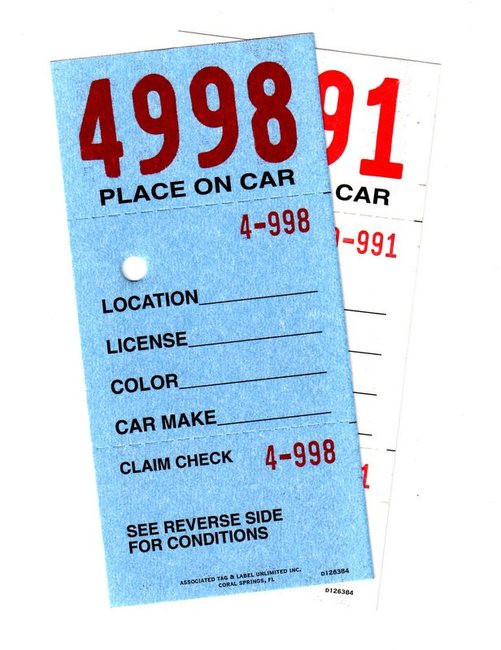 4998
PLACE ON CAR
4-998
LOCATION
LICENSE
COLOR
CAR MAKE
CLAIM CHECK 4-998
SEE REVERSE SIDE
FOR CONDITIONS
ASSOCIATED TAG & LABEL UNLIMITED INC.
CORAL SPRINGS, FL
D126384
91
CAR
-991
1
D126384